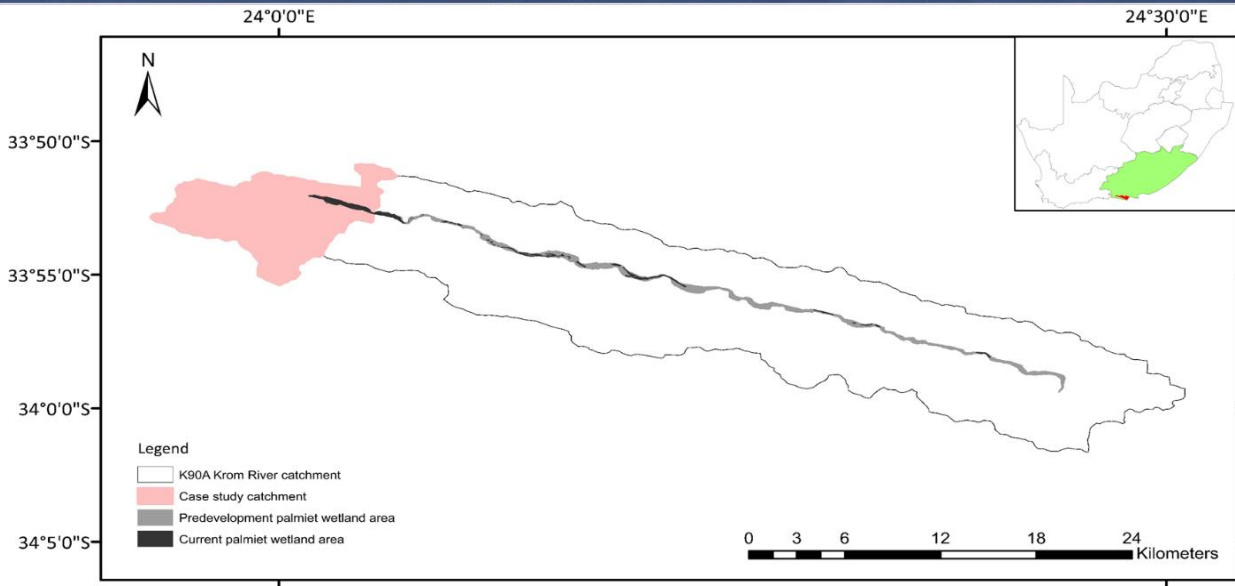 24°0'0"E
24°30'0"E
N
33°50'0"S
33°55'0"S
34°0'0"S
34°5'0"S
Legend
K90A Krom River catchment
Case study catchment
Predevelopment palmiet wetland area
Current palmiet wetland area
0 3 6 12 18 24
Kilometers